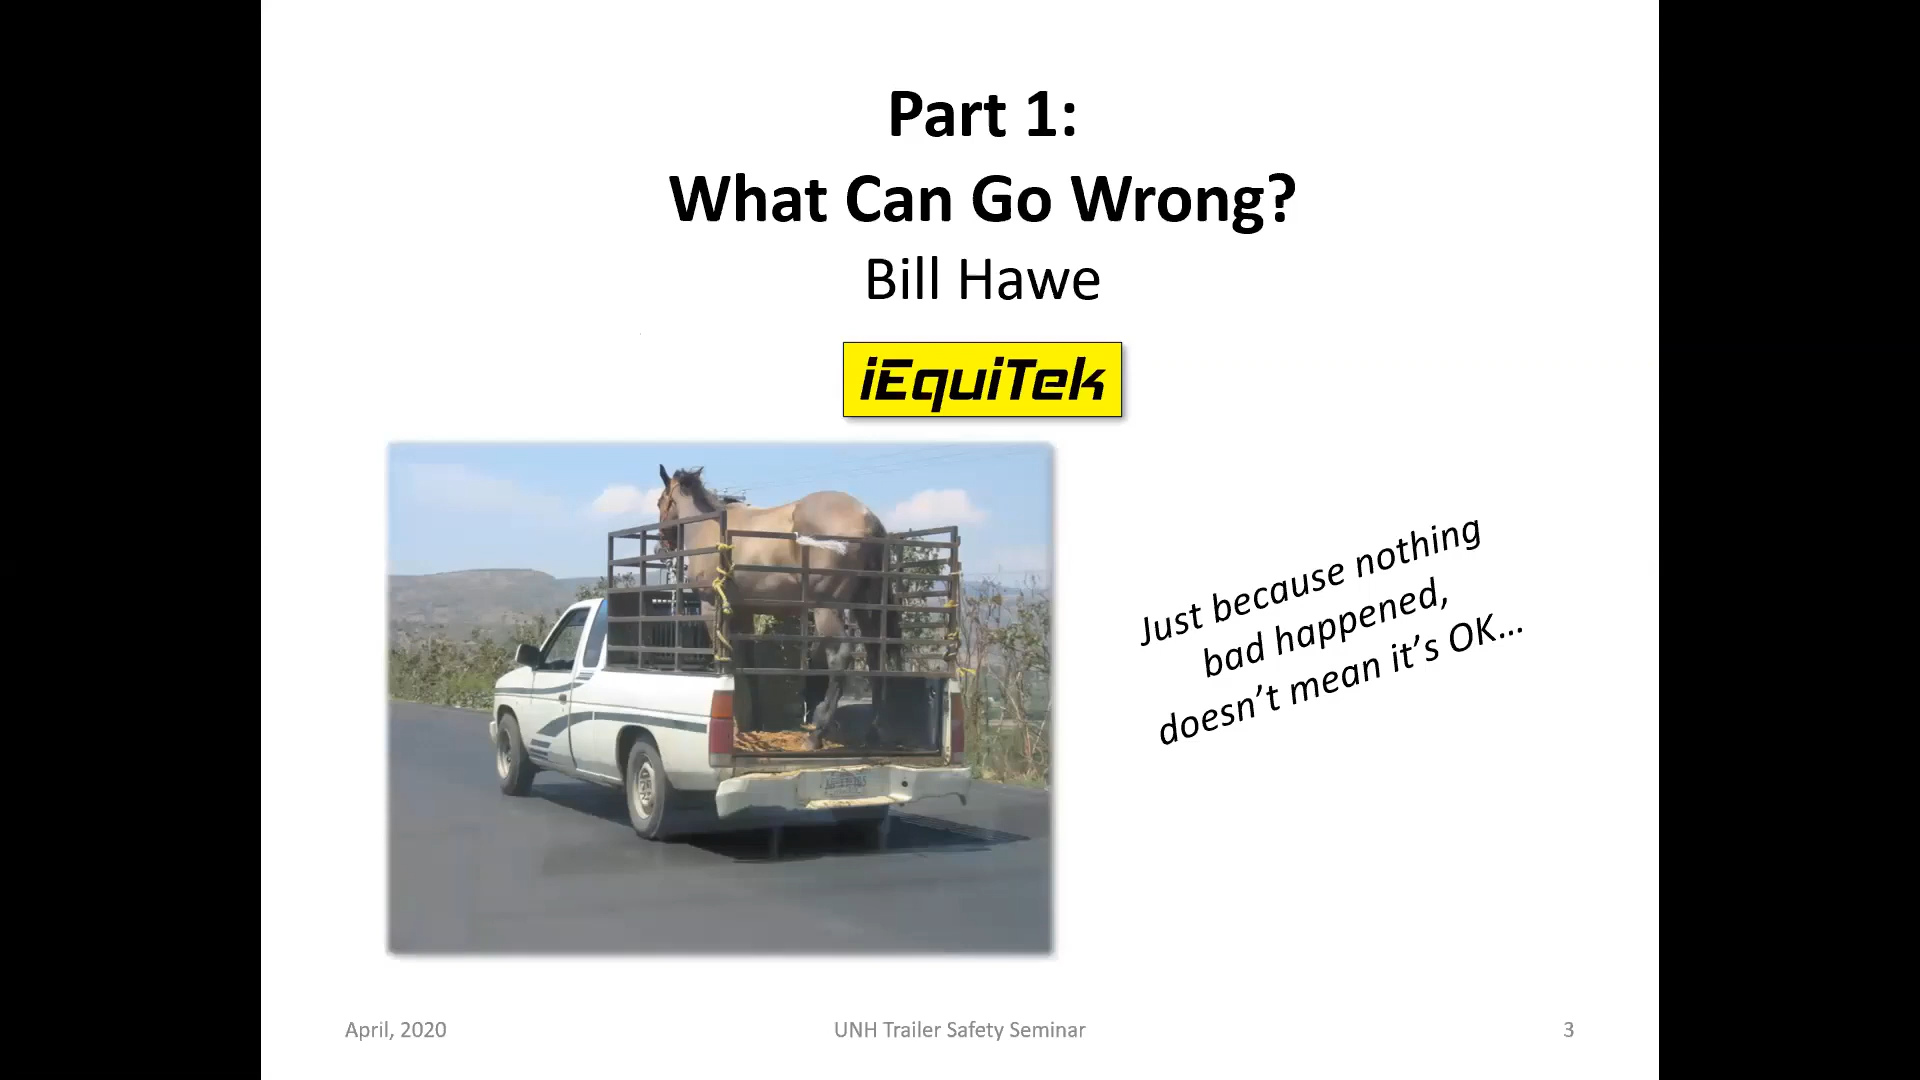 Part 1:
What Can Go Wrong?
Bill Hawe
iEquiTek
Just because nothing
bad happened,
doesn't mean it's OK...
April, 2020
UNH Trailer Safety Seminar
3